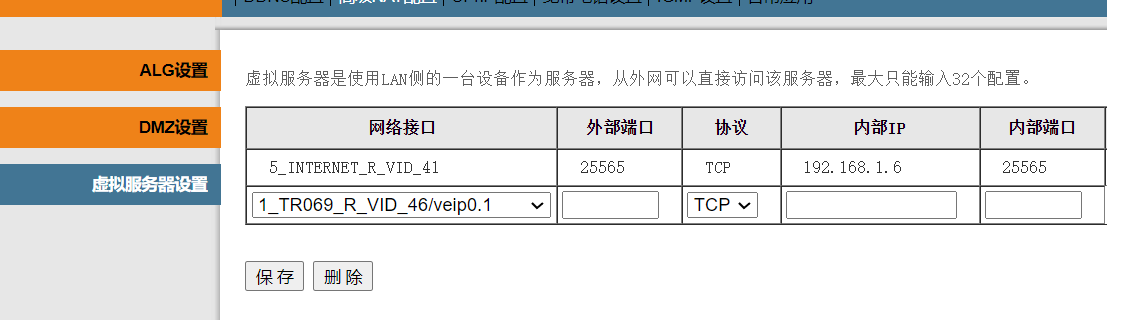 ALG设置
DMZ设置
虚拟服务器设置
虚拟服务器是使用LAN侧的一台设备作为服务器，从外网可以直接访问该服务器，最大只能输入32个配置。
网络接口 外部端口 协议 内部IP 内部端口
5_INTERNET_R_VID_41 25565 TCP 192.168.1.6 25565
1_TR069_R_VID_46/veip0.1 TCP
保存 删除